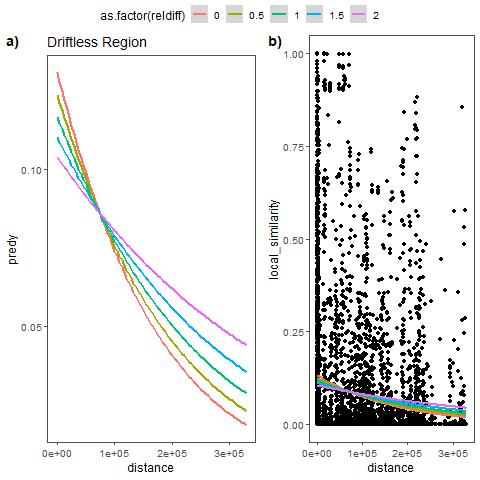 as.factor(reldiff) 0 0.5 1 1.5 2
a) Driftless Region
predy
0.10
0.05
0e+00 1e+05 2e+05 3e+05
distance
b)
local_similarity
1.00
0.75
0.50
0.25
0.00
0e+00 1e+05 2e+05 3e+05
distance